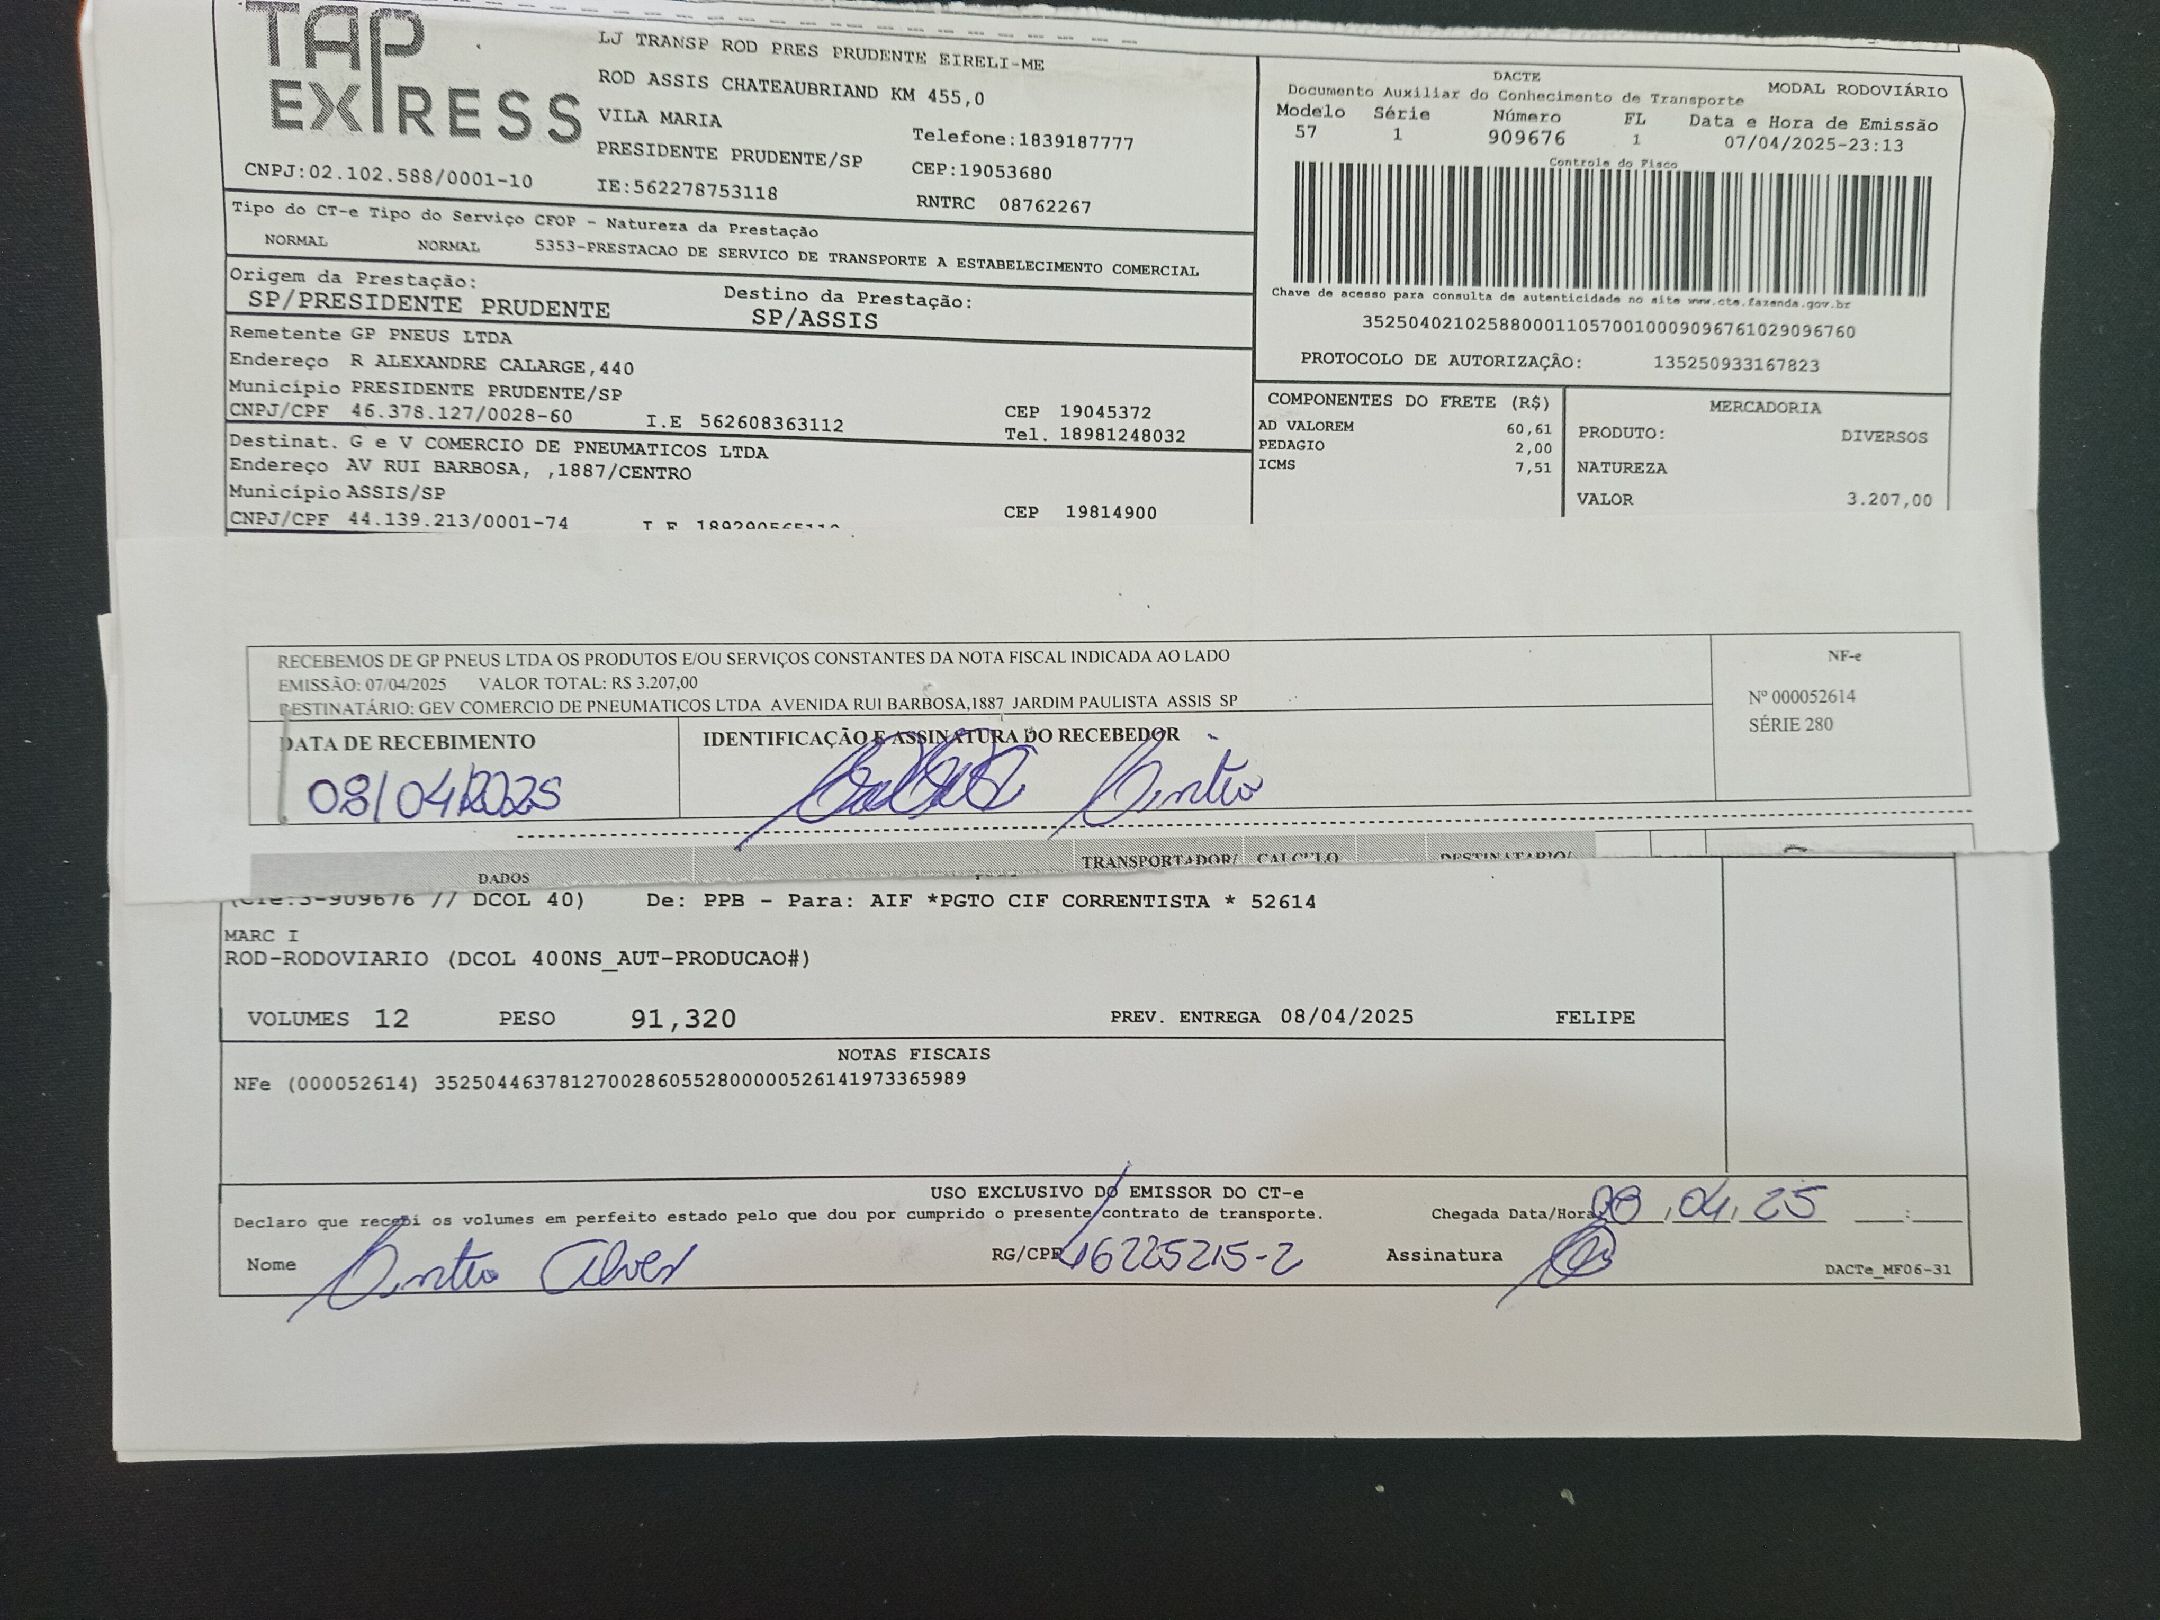 TAP EXPRESS
LJ TRANSP ROD PRES PRUDENTE EIRELI-ME
ROD ASSIS CHATEAUBRIAND KM 455,0
VILA MARIA
Telefone:1839187777
PRESIDENTE PRUDENTE/SP
CEP:19053680
CNPJ:02.102.588/0001-10
IE:562278753118
RNTRC 08762267
DACTE
MODAL RODOVIÁRIO
Documento Auxiliar do Conhecimento de Transporte
Modelo Série Número FL Data e Hora de Emissão
57 1 909676 1 07/04/2025-23:13
Controle do Fisco
Chave de acesso para consulta de autenticidade no site www.cte.fazenda.gov.br
35250402102588000110570010009096761029096760
PROTOCOLO DE AUTORIZAÇÃO: 135250933167823
Tipo do CT-e Tipo do Serviço CFOP - Natureza da Prestação
NORMAL NORMAL 5353-PRESTACAO DE SERVICO DE TRANSPORTE A ESTABELECIMENTO COMERCIAL
Origem da Prestação: Destino da Prestação:
SP/PRESIDENTE PRUDENTE SP/ASSIS
Remetente GP PNEUS LTDA
Endereço R ALEXANDRE CALARGE,440
Município PRESIDENTE PRUDENTE/SP
CEP 19045372
CNPJ/CPF 46.378.127/0028-60 I.E 562608363112
Tel. 18981248032
Destinat. G e V COMERCIO DE PNEUMATICOS LTDA
Endereço AV RUI BARBOSA, ,1887/CENTRO
Município ASSIS/SP
CEP 19814900
CNPJ/CPF 44.139.213/0001-74
COMPONENTES DO FRETE (R$)
AD VALOREM 60,61
PEDAGIO 2,00
ICMS 7,51
MERCADORIA
PRODUTO: DIVERSOS
NATUREZA
VALOR 3.207,00
RECEBEMOS DE GP PNEUS LTDA OS PRODUTOS E/OU SERVIÇOS CONSTANTES DA NOTA FISCAL INDICADA AO LADO
EMISSÃO: 07/04/2025 VALOR TOTAL: R$ 3.207,00
DESTINATÁRIO: GEV COMERCIO DE PNEUMATICOS LTDA AVENIDA RUI BARBOSA,1887 JARDIM PAULISTA ASSIS SP
NF-e
Nº 000052614
SÉRIE 280
DATA DE RECEBIMENTO
08/04/2025
IDENTIFICAÇÃO E ASSINATURA DO RECEBEDOR
DADOS TRANSPORTADOR/ CALCULO DESTINATARIO/
(Cte:3-909676 // DCOL 40) De: PPB - Para: AIF *PGTO CIF CORRENTISTA * 52614
MARC I
ROD-RODOVIARIO (DCOL 400NS_AUT-PRODUCAO#)
VOLUMES 12 PESO 91,320 PREV. ENTREGA 08/04/2025 FELIPE
NOTAS FISCAIS
NFe (000052614) 35250446378127002860552800000526141973365989
USO EXCLUSIVO DO EMISSOR DO CT-e
Declaro que recebi os volumes em perfeito estado pelo que dou por cumprido o presente contrato de transporte.
Chegada Data/Hora 08,04,25 __:__
Nome Alves
RG/CPF 46225215-2
Assinatura
DACTe_MF06-31